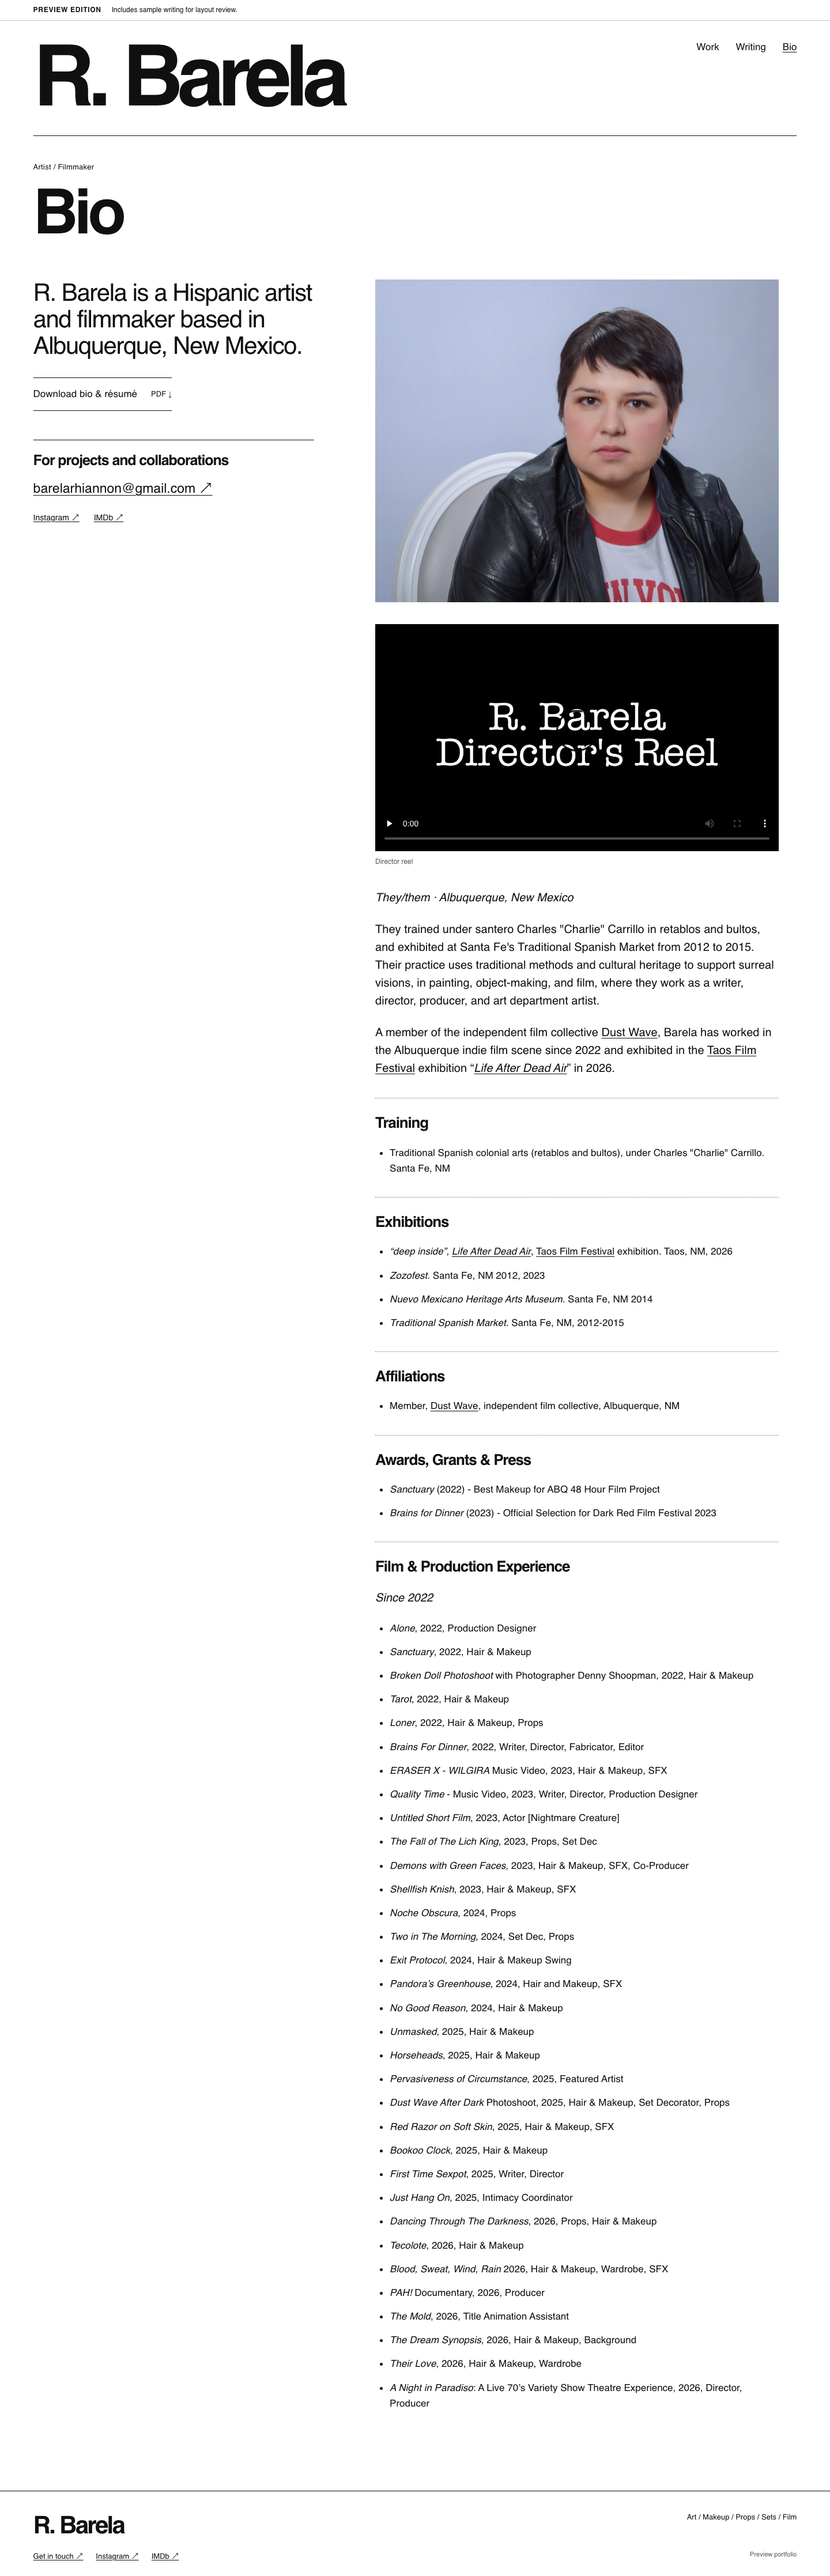 PREVIEW EDITION Includes sample writing for layout review.
R. Barela
Work Writing Bio
Artist / Filmmaker
Bio
R. Barela is a Hispanic artist
and filmmaker based in
Albuquerque, New Mexico.
Download bio & résumé PDF ↓
For projects and collaborations
barelarhiannon@gmail.com ↗
Instagram ↗ IMDb ↗
R. Barela
Director's Reel
0:00
Director reel
They/them · Albuquerque, New Mexico
They trained under santero Charles "Charlie" Carrillo in retablos and bultos,
and exhibited at Santa Fe's Traditional Spanish Market from 2012 to 2015.
Their practice uses traditional methods and cultural heritage to support surreal
visions, in painting, object-making, and film, where they work as a writer,
director, producer, and art department artist.
A member of the independent film collective Dust Wave, Barela has worked in
the Albuquerque indie film scene since 2022 and exhibited in the Taos Film
Festival exhibition “Life After Dead Air” in 2026.
Training
• Traditional Spanish colonial arts (retablos and bultos), under Charles "Charlie" Carrillo.
Santa Fe, NM
Exhibitions
• “deep inside”, Life After Dead Air, Taos Film Festival exhibition. Taos, NM, 2026
• Zozofest. Santa Fe, NM 2012, 2023
• Nuevo Mexicano Heritage Arts Museum. Santa Fe, NM 2014
• Traditional Spanish Market. Santa Fe, NM, 2012-2015
Affiliations
• Member, Dust Wave, independent film collective, Albuquerque, NM
Awards, Grants & Press
• Sanctuary (2022) - Best Makeup for ABQ 48 Hour Film Project
• Brains for Dinner (2023) - Official Selection for Dark Red Film Festival 2023
Film & Production Experience
Since 2022
• Alone, 2022, Production Designer
• Sanctuary, 2022, Hair & Makeup
• Broken Doll Photoshoot with Photographer Denny Shoopman, 2022, Hair & Makeup
• Tarot, 2022, Hair & Makeup
• Loner, 2022, Hair & Makeup, Props
• Brains For Dinner, 2022, Writer, Director, Fabricator, Editor
• ERASER X - WILGIRA Music Video, 2023, Hair & Makeup, SFX
• Quality Time - Music Video, 2023, Writer, Director, Production Designer
• Untitled Short Film, 2023, Actor [Nightmare Creature]
• The Fall of The Lich King, 2023, Props, Set Dec
• Demons with Green Faces, 2023, Hair & Makeup, SFX, Co-Producer
• Shellfish Knish, 2023, Hair & Makeup, SFX
• Noche Obscura, 2024, Props
• Two in The Morning, 2024, Set Dec, Props
• Exit Protocol, 2024, Hair & Makeup Swing
• Pandora’s Greenhouse, 2024, Hair and Makeup, SFX
• No Good Reason, 2024, Hair & Makeup
• Unmasked, 2025, Hair & Makeup
• Horseheads, 2025, Hair & Makeup
• Pervasiveness of Circumstance, 2025, Featured Artist
• Dust Wave After Dark Photoshoot, 2025, Hair & Makeup, Set Decorator, Props
• Red Razor on Soft Skin, 2025, Hair & Makeup, SFX
• Bookoo Clock, 2025, Hair & Makeup
• First Time Sexpot, 2025, Writer, Director
• Just Hang On, 2025, Intimacy Coordinator
• Dancing Through The Darkness, 2026, Props, Hair & Makeup
• Tecolote, 2026, Hair & Makeup
• Blood, Sweat, Wind, Rain 2026, Hair & Makeup, Wardrobe, SFX
• PAH! Documentary, 2026, Producer
• The Mold, 2026, Title Animation Assistant
• The Dream Synopsis, 2026, Hair & Makeup, Background
• Their Love, 2026, Hair & Makeup, Wardrobe
• A Night in Paradiso: A Live 70’s Variety Show Theatre Experience, 2026, Director,
Producer
R. Barela
Art / Makeup / Props / Sets / Film
Get in touch ↗ Instagram ↗ IMDb ↗
Preview portfolio